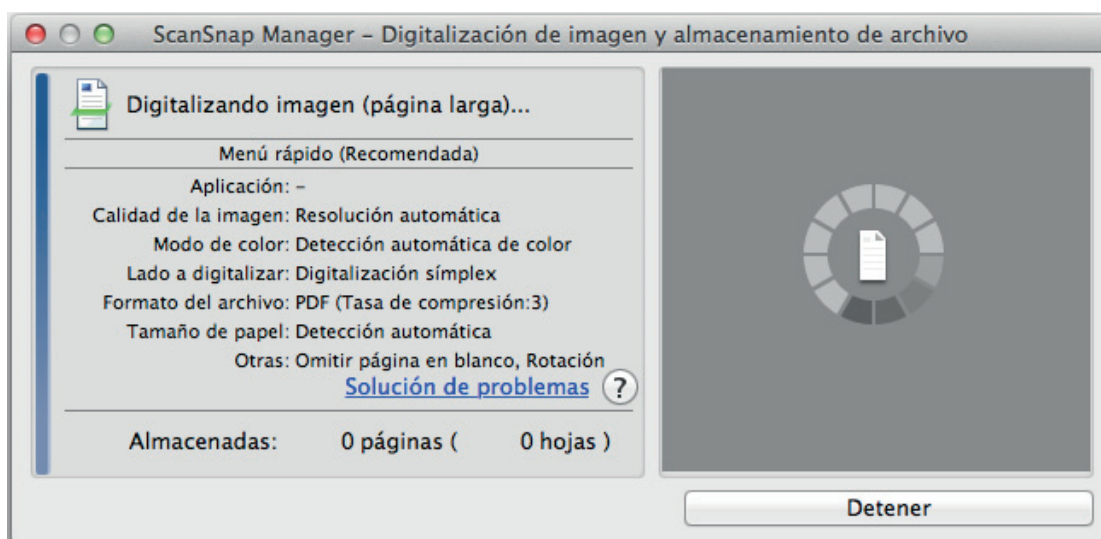 ScanSnap Manager – Digitalización de imagen y almacenamiento de archivo
Digitalizando imagen (página larga)...
Menú rápido (Recomendada)
Aplicación: –
Calidad de la imagen: Resolución automática
Modo de color: Detección automática de color
Lado a digitalizar: Digitalización símplex
Formato del archivo: PDF (Tasa de compresión:3)
Tamaño de papel: Detección automática
Otras: Omitir página en blanco, Rotación
Solución de problemas ?
Almacenadas: 0 páginas ( 0 hojas )
Detener